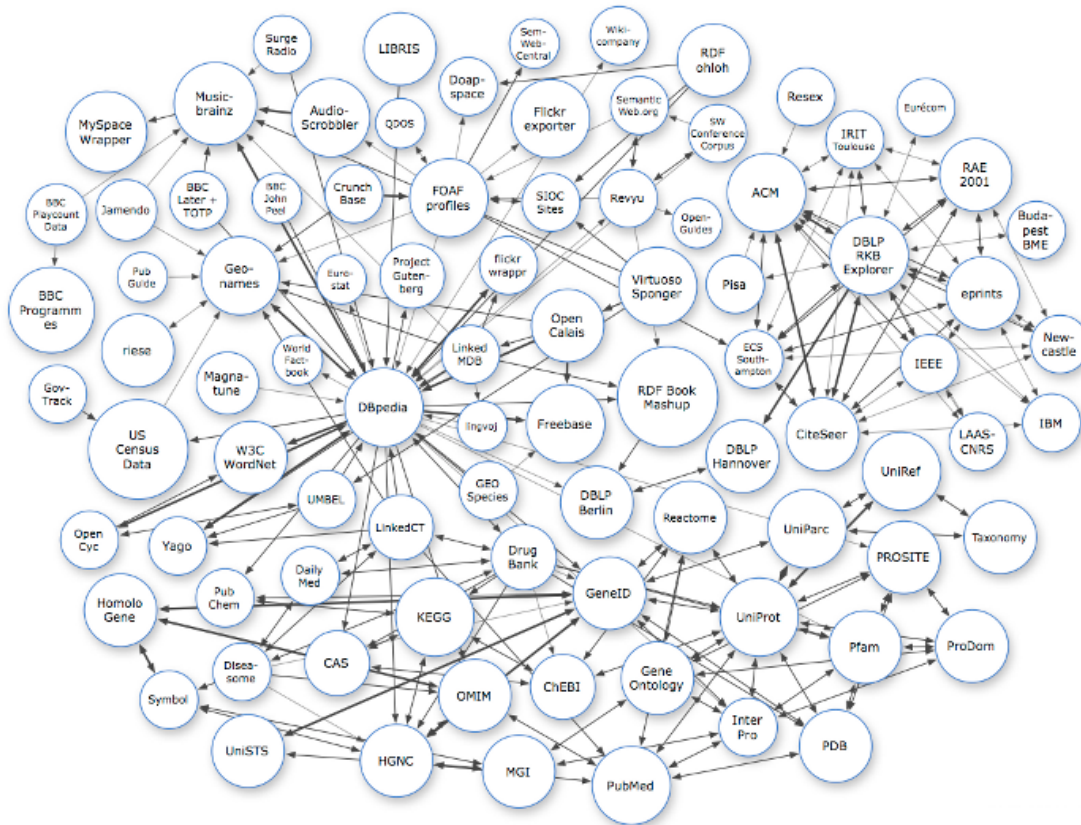 Surge
Radio
LIBRIS
Sem-
Web-
Central
Wiki-
company
RDF
ohloh
Doap-
space
Music-
brainz
Audio-
Scrobbler
QDOS
Flickr
exporter
Semantic
Web.org
SW
Conference
Corpus
Resex
Eurécom
MySpace
Wrapper
IRIT
Toulouse
RAE
2001
ACM
BBC
Playcount
Data
Jamendo
BBC
Later +
TOTP
BBC
John
Peel
Crunch
Base
FOAF
profiles
SIOC
Sites
Revyu
Open-
Guides
DBLP
RKB
Explorer
Buda-
pest
BME
Pub
Guide
Geo-
names
Euro-
stat
Project
Guten-
berg
flickr
wrappr
Virtuoso
Sponger
Pisa
eprints
BBC
Programm
es
riese
World
Fact-
book
Linked
MDB
Open
Calais
ECS
South-
ampton
IEEE
New-
castle
Gov-
Track
Magna-
tune
DBpedia
RDF Book
Mashup
US
Census
Data
W3C
WordNet
lingvoj
Freebase
CiteSeer
LAAS-
CNRS
IBM
DBLP
Hannover
UniRef
UMBEL
GEO
Species
DBLP
Berlin
Open
Cyc
Yago
LinkedCT
Reactome
UniParc
Taxonomy
Daily
Med
Drug
Bank
PROSITE
Homolo
Gene
Pub
Chem
KEGG
GeneID
UniProt
Pfam
ProDom
Disea-
some
CAS
Symbol
OMIM
ChEBI
Gene
Ontology
Inter
Pro
PDB
UniSTS
HGNC
MGI
PubMed